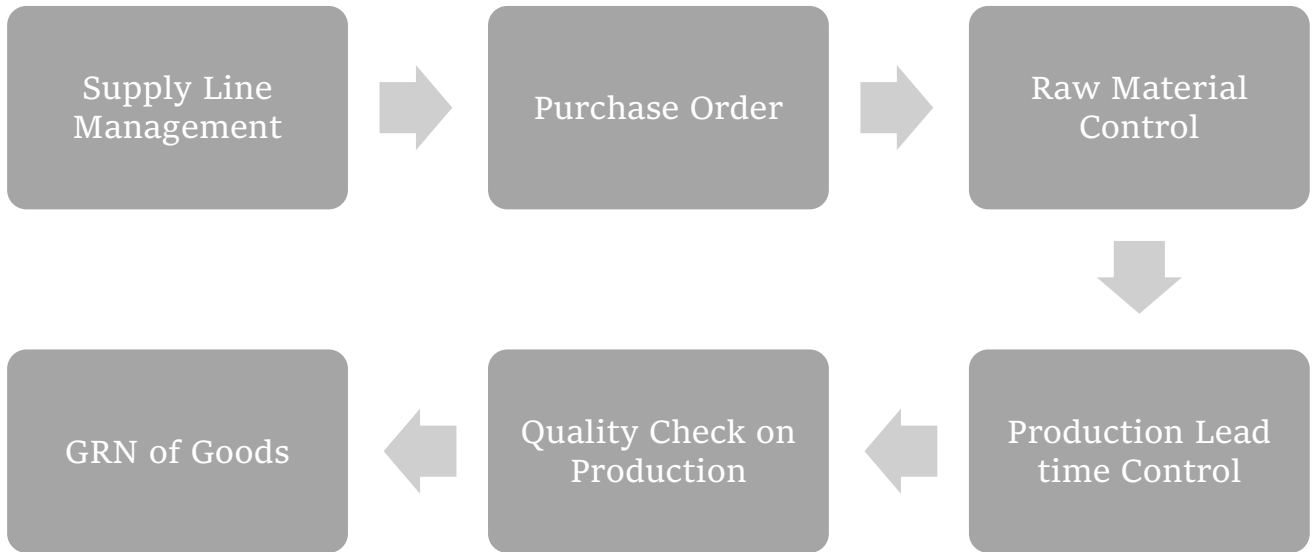 Supply Line
Management
Purchase Order
Raw Material
Control
Production Lead
time Control
Quality Check on
Production
GRN of Goods